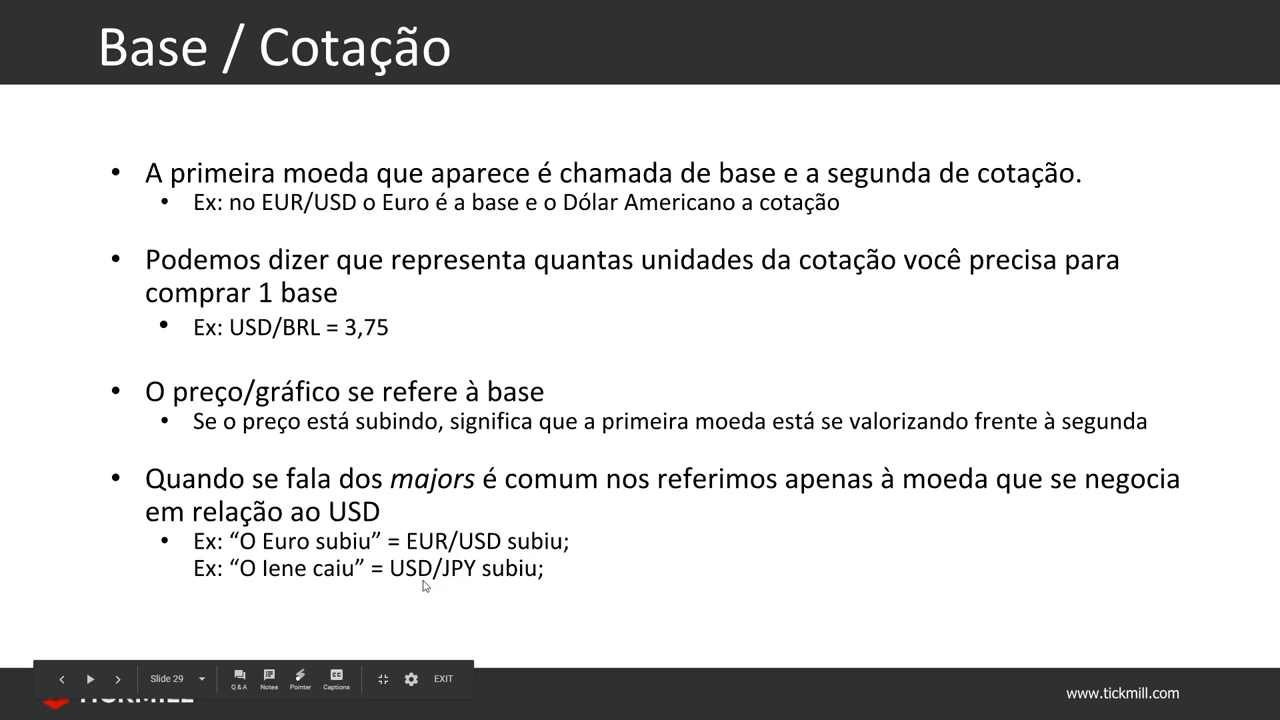 Base / Cotação
• A primeira moeda que aparece é chamada de base e a segunda de cotação.
• Ex: no EUR/USD o Euro é a base e o Dólar Americano a cotação
• Podemos dizer que representa quantas unidades da cotação você precisa para
comprar 1 base
• Ex: USD/BRL = 3,75
• O preço/gráfico se refere à base
• Se o preço está subindo, significa que a primeira moeda está se valorizando frente à segunda
• Quando se fala dos majors é comum nos referimos apenas à moeda que se negocia
em relação ao USD
• Ex: “O Euro subiu” = EUR/USD subiu;
Ex: “O Iene caiu” = USD/JPY subiu;
Slide 29
Q & A Notes Pointer Captions
EXIT
TICKMILL
www.tickmill.com